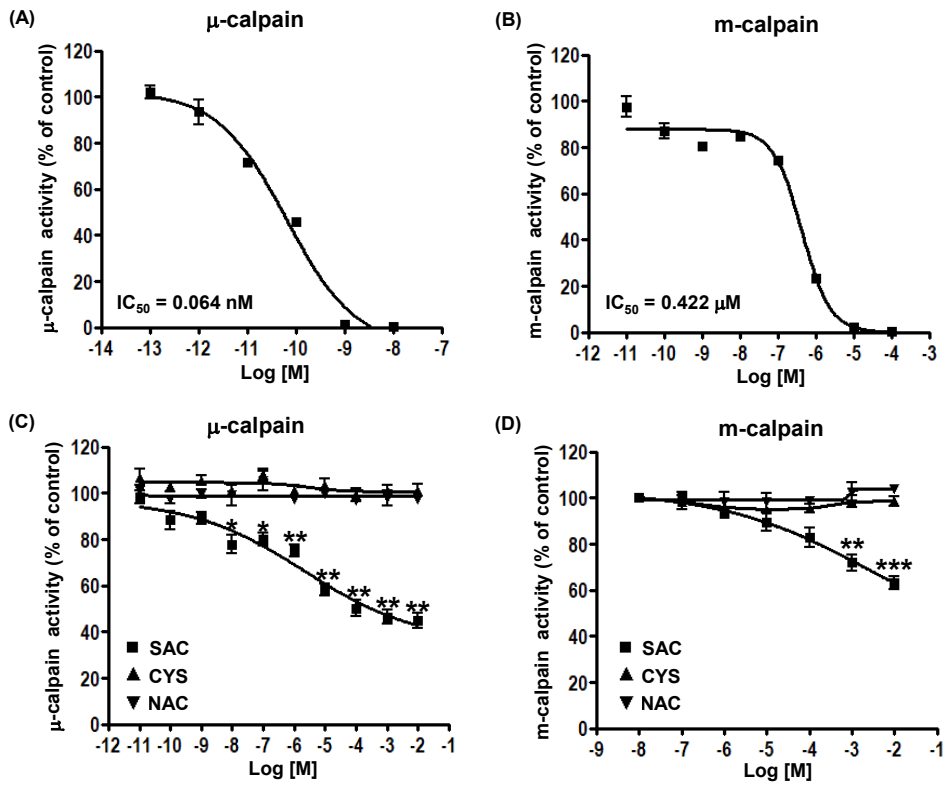 (A)
μ-calpain
μ-calpain activity (% of control)
120
100
80
60
40
20
0
IC50 = 0.064 nM
-14 -13 -12 -11 -10 -9 -8 -7
Log [M]
(B)
m-calpain
m-calpain activity (% of control)
120
100
80
60
40
20
0
IC50 = 0.422 μM
-12 -11 -10 -9 -8 -7 -6 -5 -4 -3
Log [M]
(C)
μ-calpain
μ-calpain activity (% of control)
120
100
80
60
40
20
0
* * ** ** ** ** **
SAC
CYS
NAC
-12 -11 -10 -9 -8 -7 -6 -5 -4 -3 -2 -1
Log [M]
(D)
m-calpain
m-calpain activity (% of control)
120
100
80
60
40
20
0
** ***
SAC
CYS
NAC
-9 -8 -7 -6 -5 -4 -3 -2 -1
Log [M]